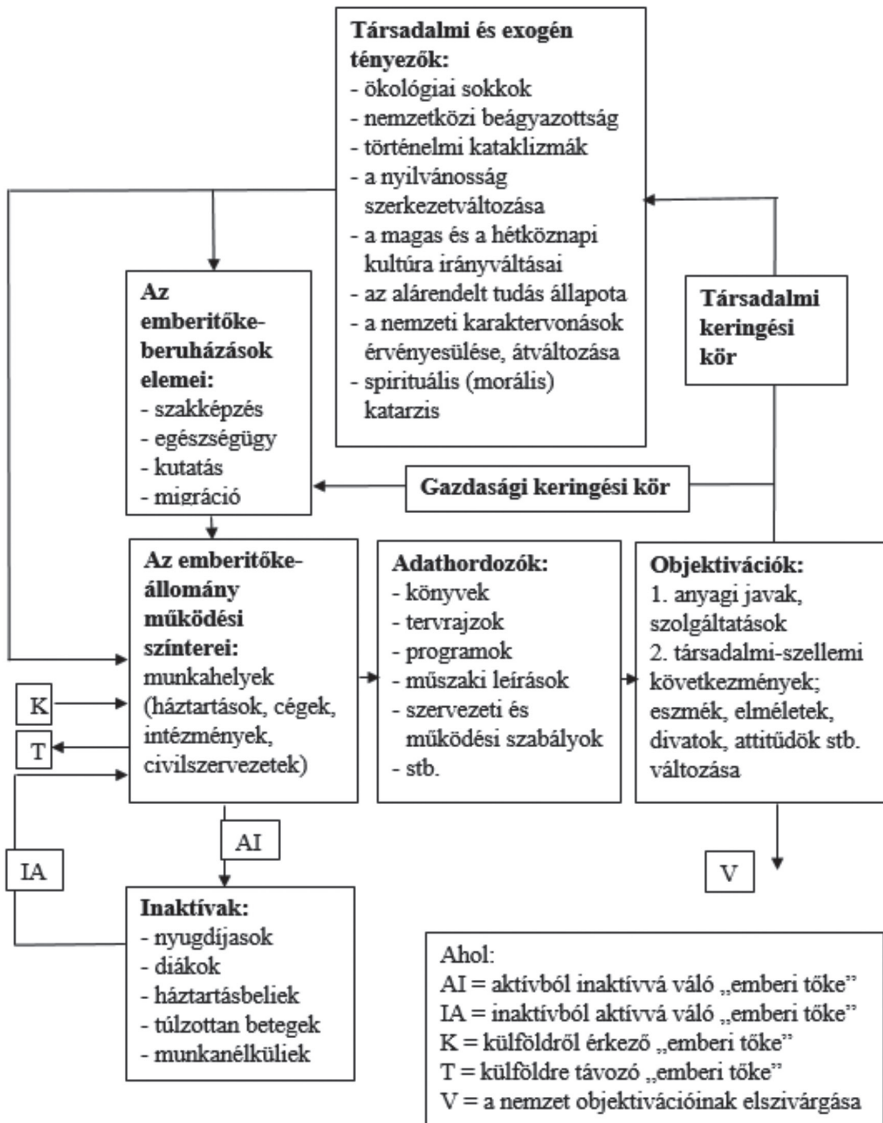 Társadalmi és exogén
tényezők:
- ökológiai sokkok
- nemzetközi beágyazottság
- történelmi kataklizmák
- a nyilvánosság
szerkezetváltozása
- a magas és a hétköznapi
kultúra irányváltásai
- az alárendelt tudás állapota
- a nemzeti karaktervonások
érvényesülése, átváltozása
- spirituális (morális)
katarzis
Az
emberitőke-
beruházások
elemei:
- szakképzés
- egészségügy
- kutatás
- migráció
Társadalmi
keringési
kör
Gazdasági keringési kör
Az emberitőke-
állomány
működési
színterei:
munkahelyek
(háztartások, cégek,
intézmények,
civilszervezetek)
Adathordozók:
- könyvek
- tervrajzok
- programok
- műszaki leírások
- szervezeti és
működési szabályok
- stb.
Objektivációk:
1. anyagi javak,
szolgáltatások
2. társadalmi-szellemi
következmények;
eszmék, elméletek,
divatok, attitűdök stb.
változása
K
T
AI
IA
V
Inaktívak:
- nyugdíjasok
- diákok
- háztartásbeliek
- túlzottan betegek
- munkanélküliek
Ahol:
AI = aktívból inaktívvá váló „emberi tőke”
IA = inaktívból aktívvá váló „emberi tőke”
K = külföldről érkező „emberi tőke”
T = külföldre távozó „emberi tőke”
V = a nemzet objektivációinak elszivárgása